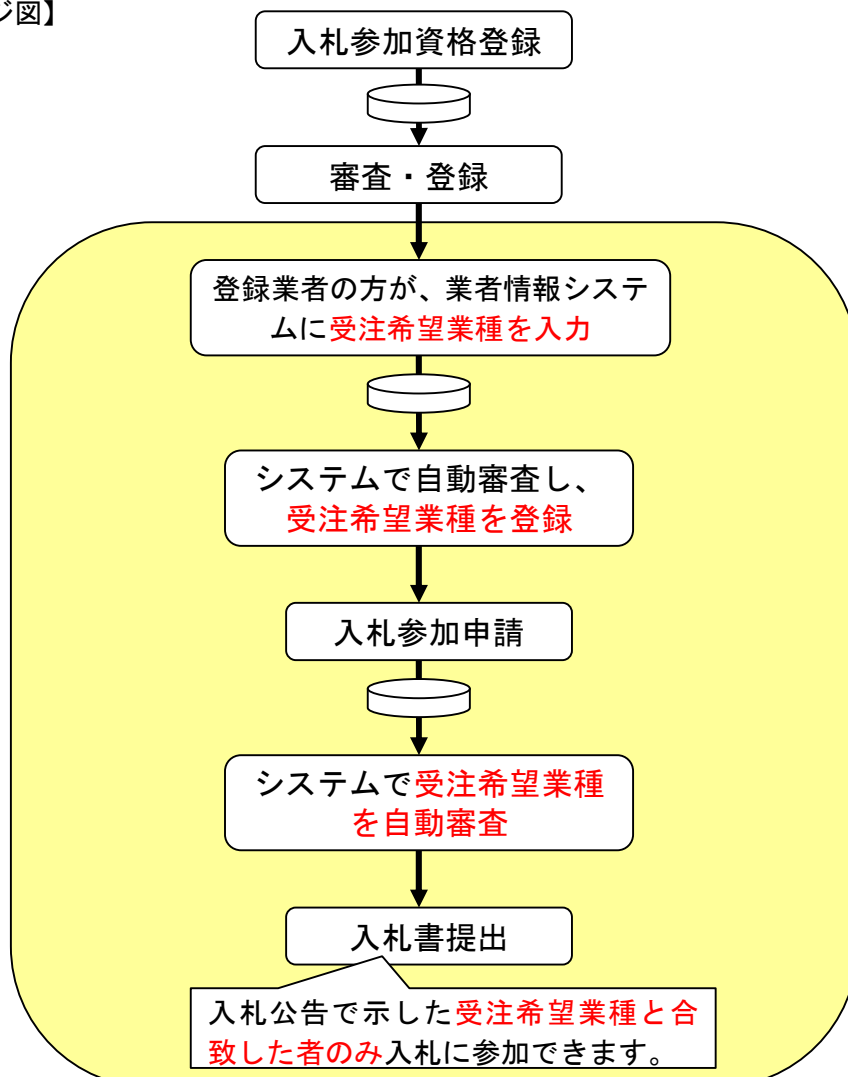 ジ図】
入札参加資格登録
審査・登録
登録業者の方が、業者情報システ
ムに受注希望業種を入力
システムで自動審査し、
受注希望業種を登録
入札参加申請
システムで受注希望業種
を自動審査
入札書提出
入札公告で示した受注希望業種と合
致した者のみ入札に参加できます。